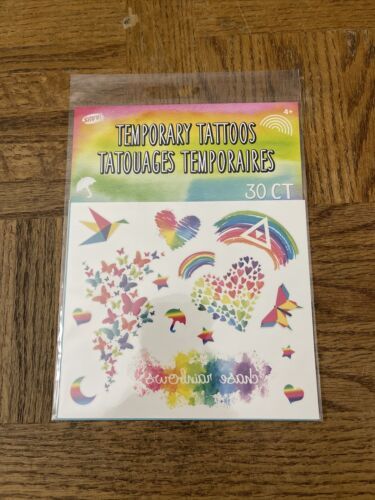 4+
TEMPORARY TATTOOS
TATOUAGES TEMPORAIRES
30 CT
chase rainbows